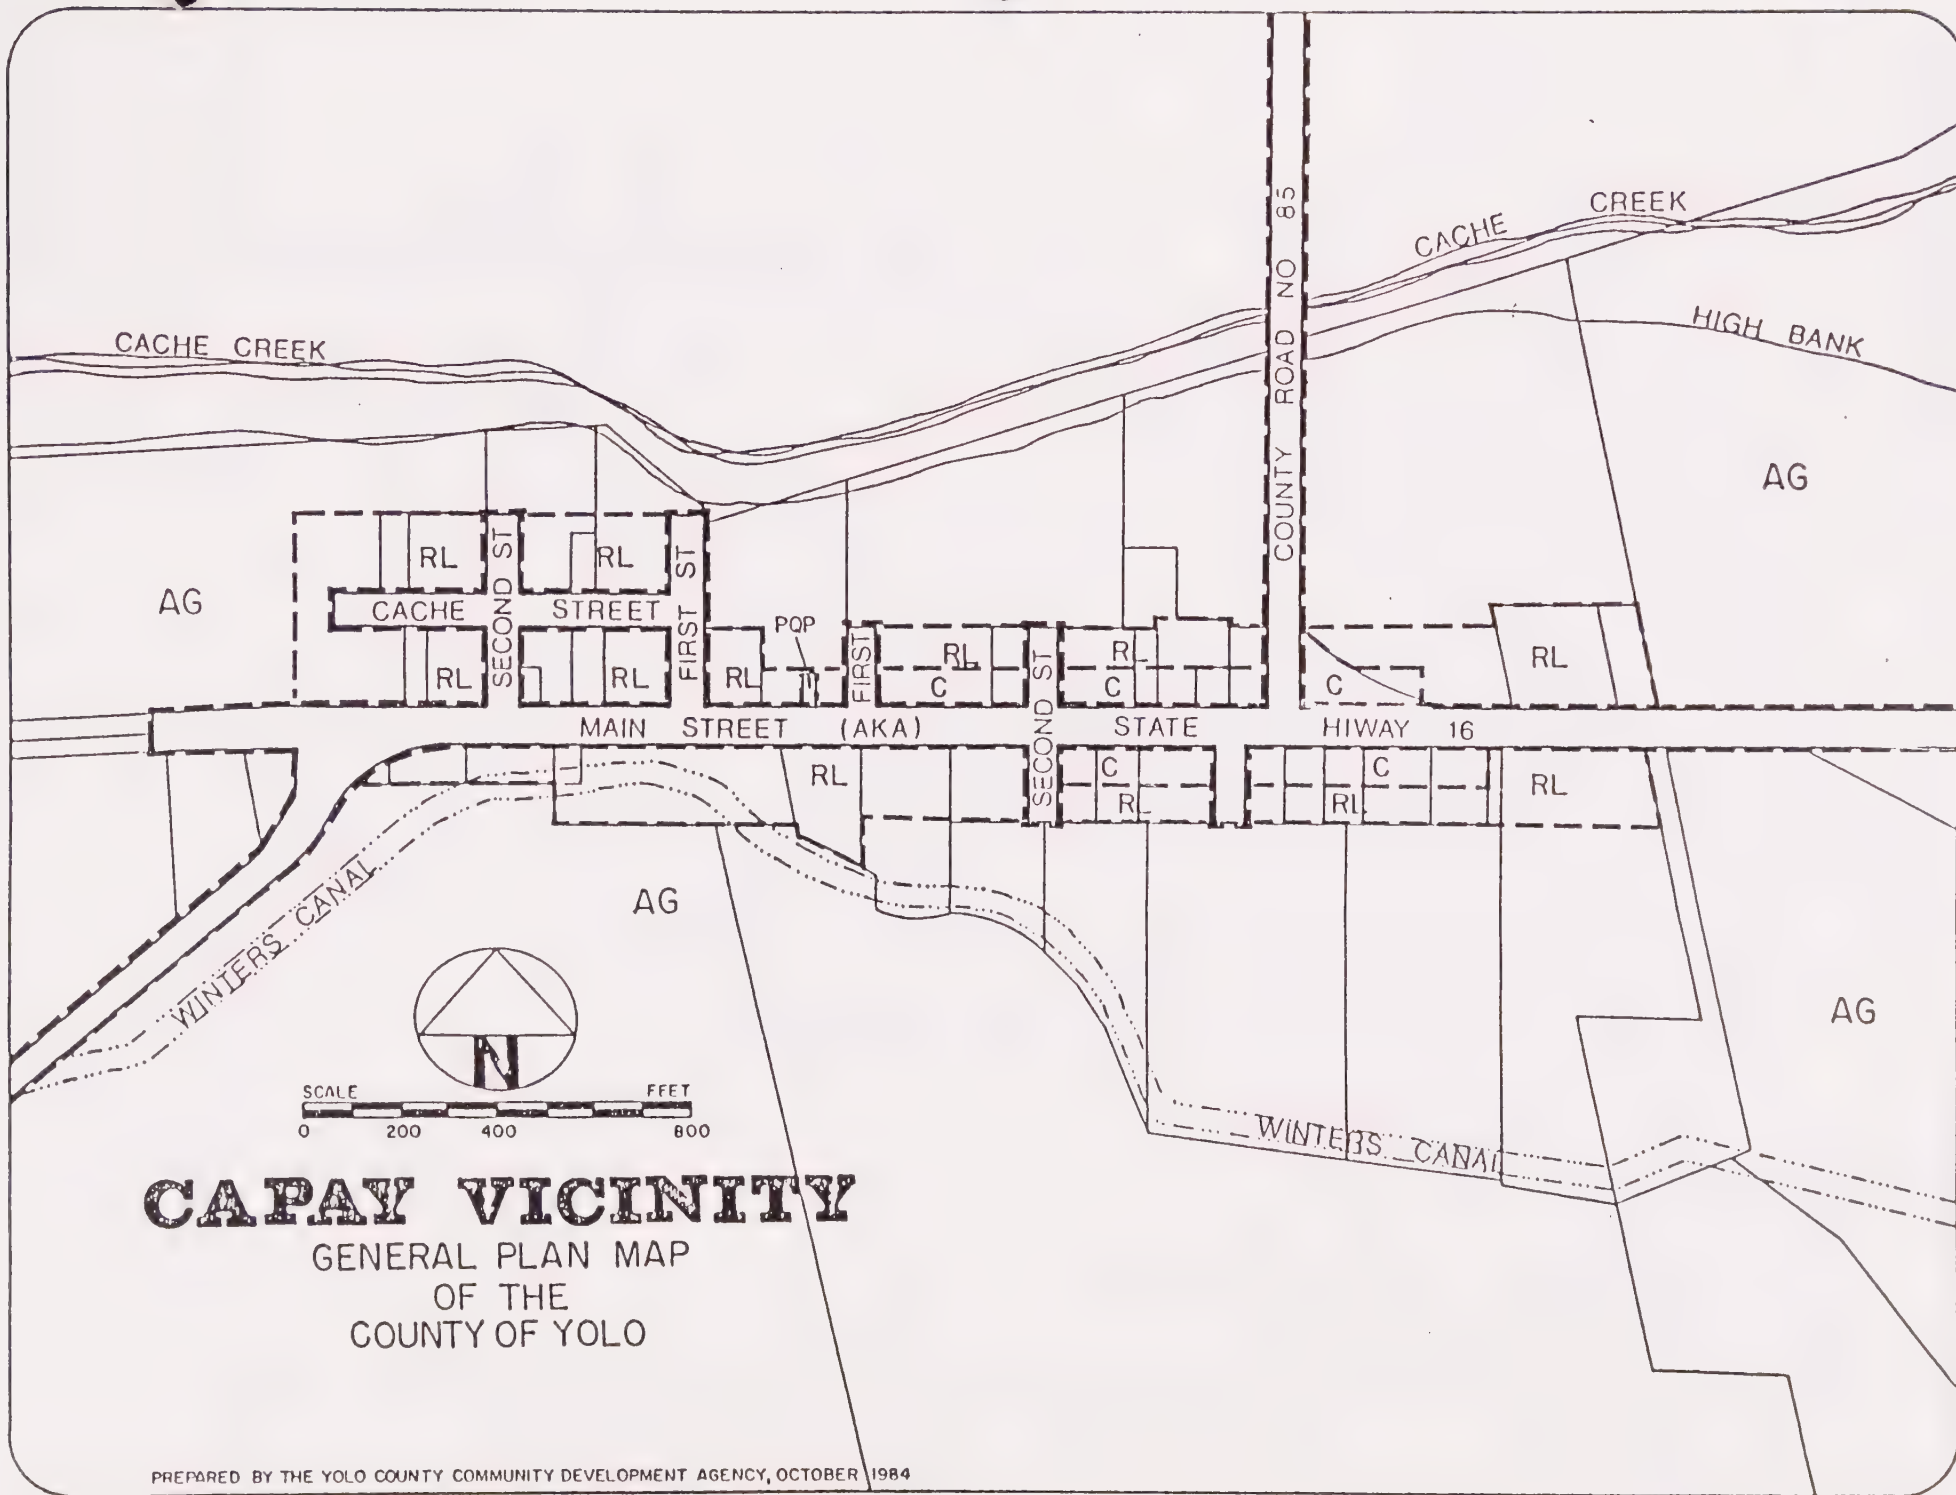 CREEK
COUNTY ROAD NO 85
CACHE
HIGH BANK
CACHE CREEK
AG
RL
SECOND ST
RL
FIRST ST
AG
CACHE STREET
PQP
RL
RL
RL
FIRST
RL
C
SECOND ST
R
C
C
RL
MAIN STREET (AKA) STATE HIWAY 16
RL
SECOND ST
C
RL
C
RL
RL
WINTERS CANAL
AG
AG
N
SCALE FEET
0 200 400 800
WINTERS CANAL
CAPAY VICINITY
GENERAL PLAN MAP
OF THE
COUNTY OF YOLO
PREPARED BY THE YOLO COUNTY COMMUNITY DEVELOPMENT AGENCY, OCTOBER 1984